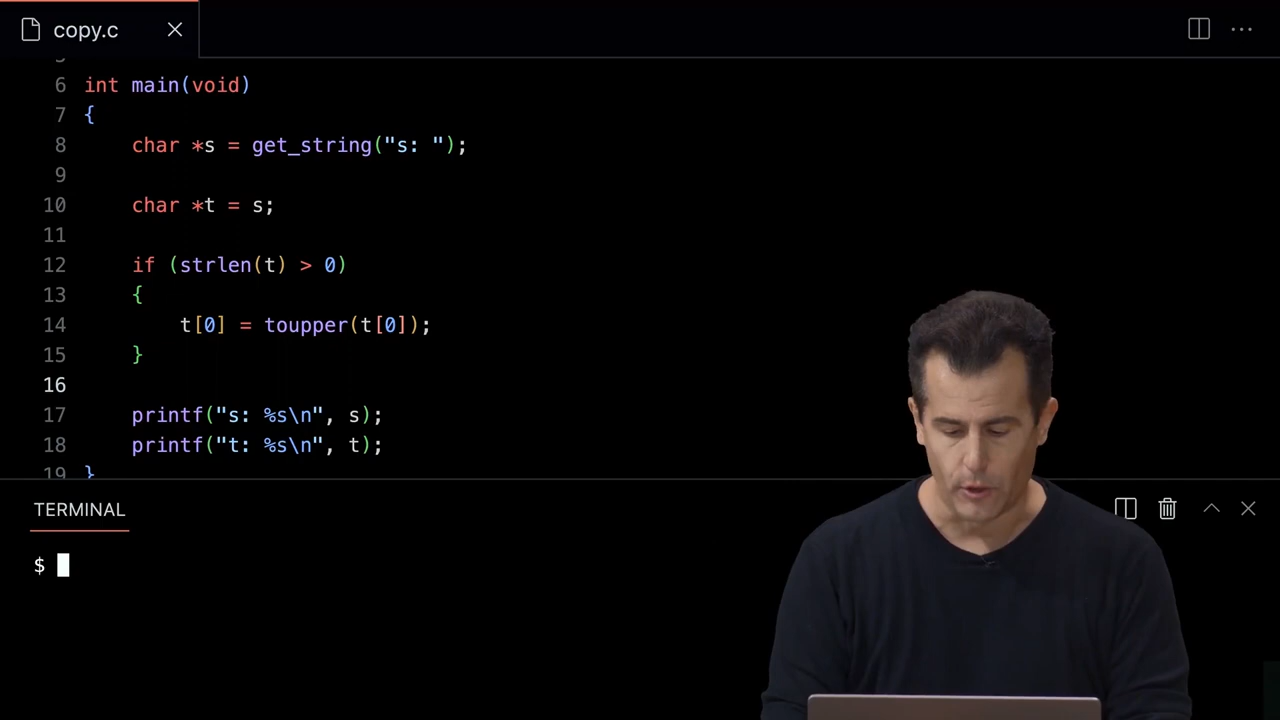 copy.c
6 int main(void)
7 {
8 char *s = get_string("s: ");
9
10 char *t = s;
11
12 if (strlen(t) > 0)
13 {
14 t[0] = toupper(t[0]);
15 }
16
17 printf("s: %s\n", s);
18 printf("t: %s\n", t);
19 }
TERMINAL
$